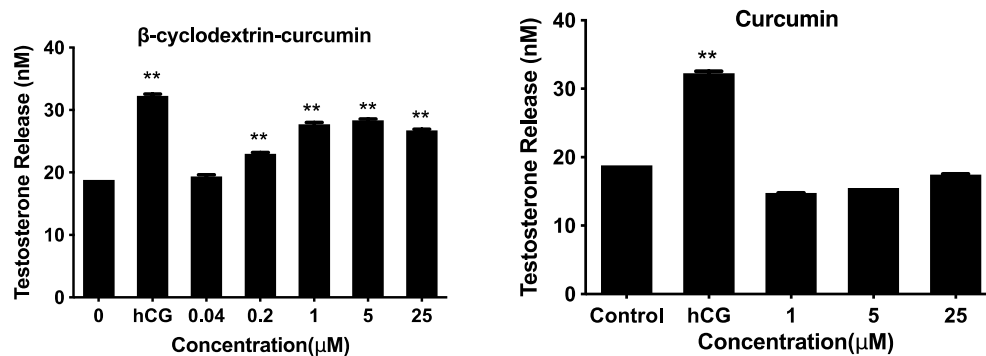 β-cyclodextrin-curcumin
Testosterone Release (nM)
40
30
20
10
0
**
**
**
**
**
0 hCG 0.04 0.2 1 5 25
Concentration(μM)
Curcumin
Testosterone Release (nM)
40
30
20
10
0
**
Control hCG 1 5 25
Concentration(μM)